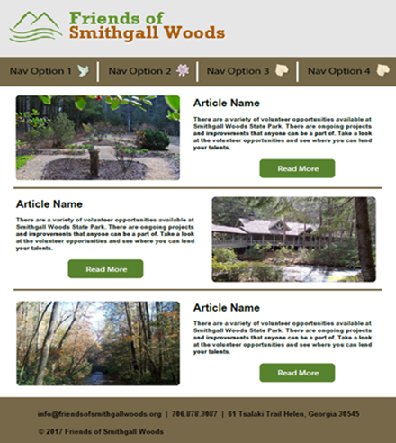 Friends of
Smithgall Woods
Nav Option 1
Nav Option 2
Nav Option 3
Nav Option 4
Article Name
There are a variety of volunteer opportunities available at
Smithgall Woods State Park. There are ongoing projects
and improvements that anyone can be a part of. Take a look
at the volunteer opportunities and see where you can lend
your talents.
Read More
Article Name
There are a variety of volunteer opportunities available at
Smithgall Woods State Park. There are ongoing projects
and improvements that anyone can be a part of. Take a look
at the volunteer opportunities and see where you can lend
your talents.
Read More
Article Name
There are a variety of volunteer opportunities available at
Smithgall Woods State Park. There are ongoing projects
and improvements that anyone can be a part of. Take a look
at the volunteer opportunities and see where you can lend
your talents.
Read More
info@friendsofsmithgallwoods.org | 706.878.3087 | 61 Tsalaki Trail Helen, Georgia 30545
© 2017 Friends of Smithgall Woods